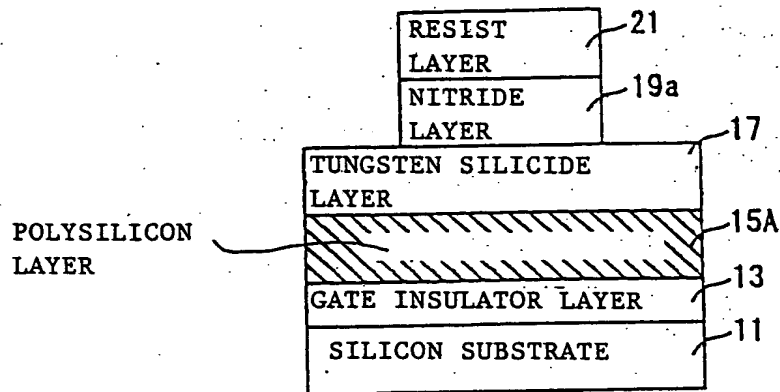 RESIST
LAYER
21
NITRIDE
LAYER
19a
17
TUNGSTEN SILICIDE
LAYER
POLYSILICON
LAYER
15A
13
GATE INSULATOR LAYER
11
SILICON SUBSTRATE